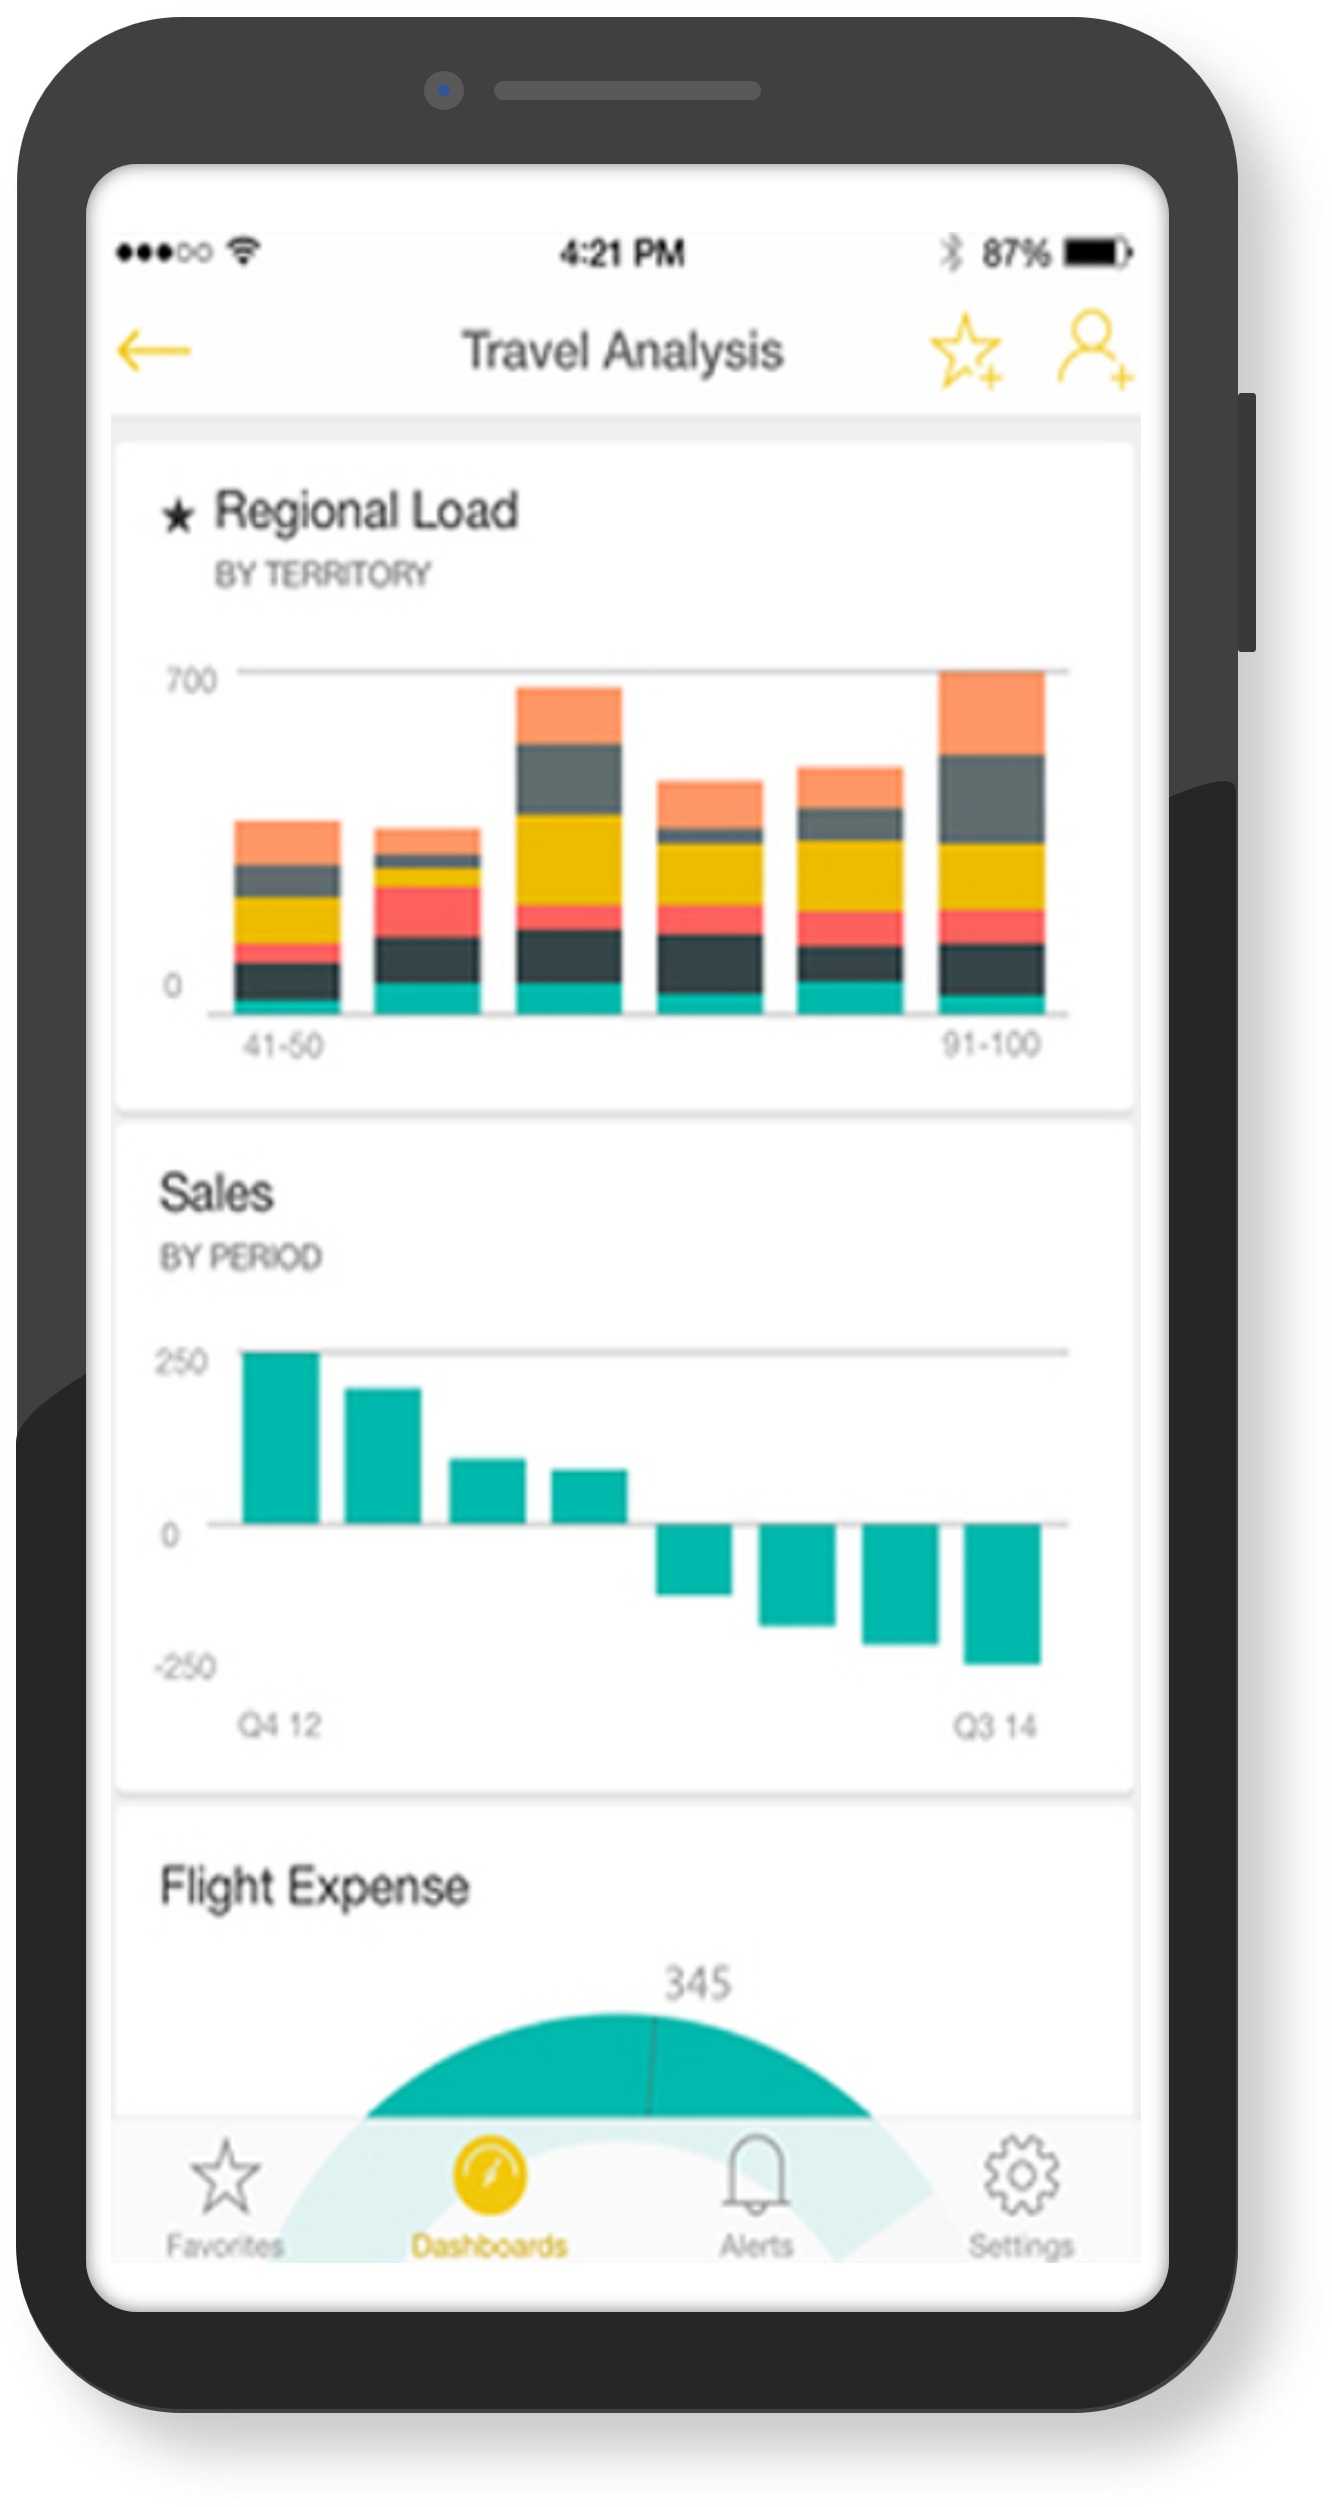 4:21 PM 87%
Travel Analysis
Regional Load
BY TERRITORY
700
0
41-50 91-100
Sales
BY PERIOD
250
0
-250
Q4 12 Q3 14
Flight Expense
345
Favorites Dashboards Alerts Settings